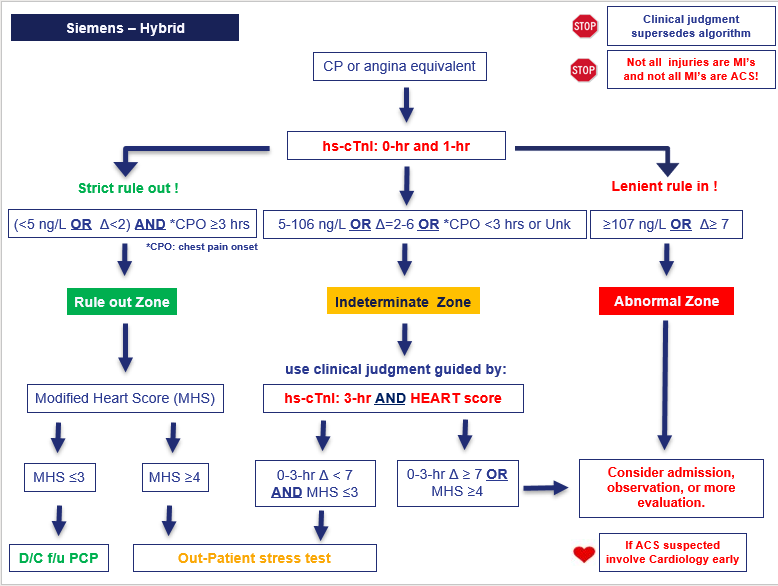 Siemens – Hybrid
STOP
Clinical judgment
supersedes algorithm
STOP
Not all injuries are MI's
and not all MI's are ACS!
CP or angina equivalent
hs-cTnI: 0-hr and 1-hr
Strict rule out !
Lenient rule in !
(<5 ng/L OR Δ<2) AND *CPO ≥3 hrs
5-106 ng/L OR Δ=2-6 OR *CPO <3 hrs or Unk
≥107 ng/L OR Δ≥ 7
*CPO: chest pain onset
Rule out Zone
Indeterminate Zone
Abnormal Zone
use clinical judgment guided by:
Modified Heart Score (MHS)
hs-cTnI: 3-hr AND HEART score
MHS ≤3
MHS ≥4
0-3-hr Δ < 7
AND MHS ≤3
0-3-hr Δ ≥ 7 OR
MHS ≥4
Consider admission,
observation, or more
evaluation.
D/C f/u PCP
Out-Patient stress test
If ACS suspected
involve Cardiology early